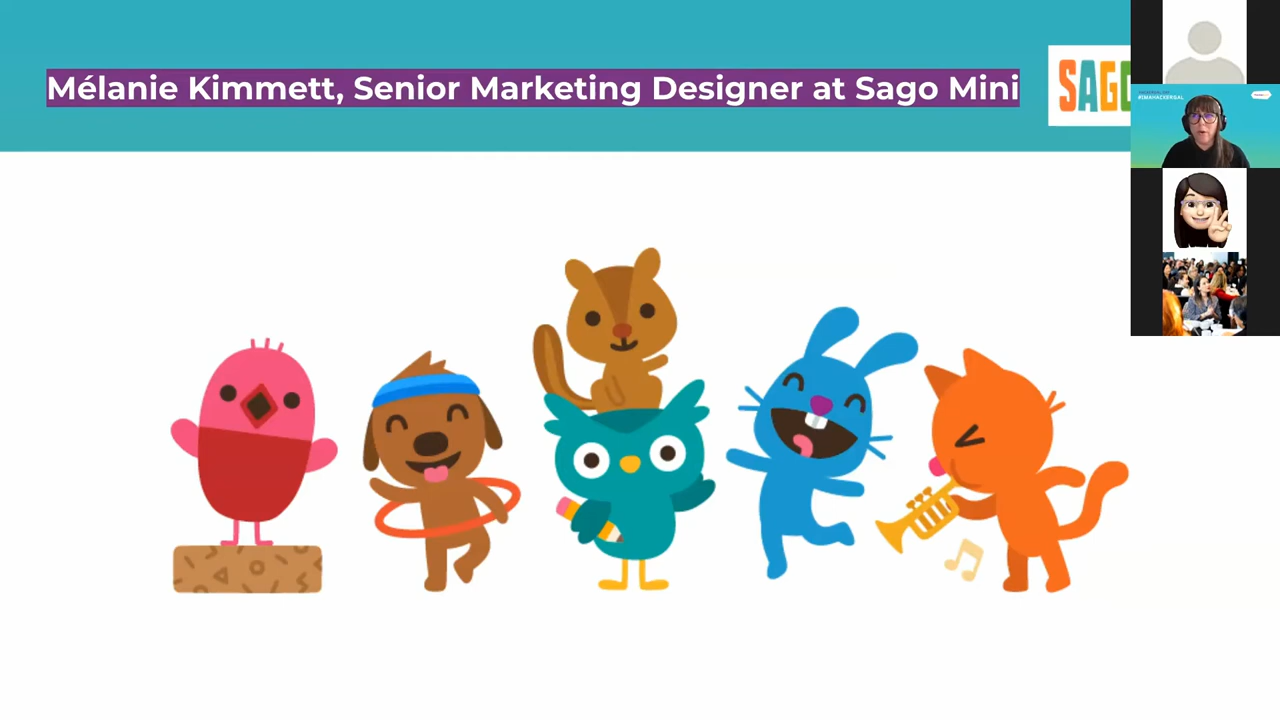 Mélanie Kimmett, Senior Marketing Designer at Sago Mini
SAGO
#IMAHACKERGAL